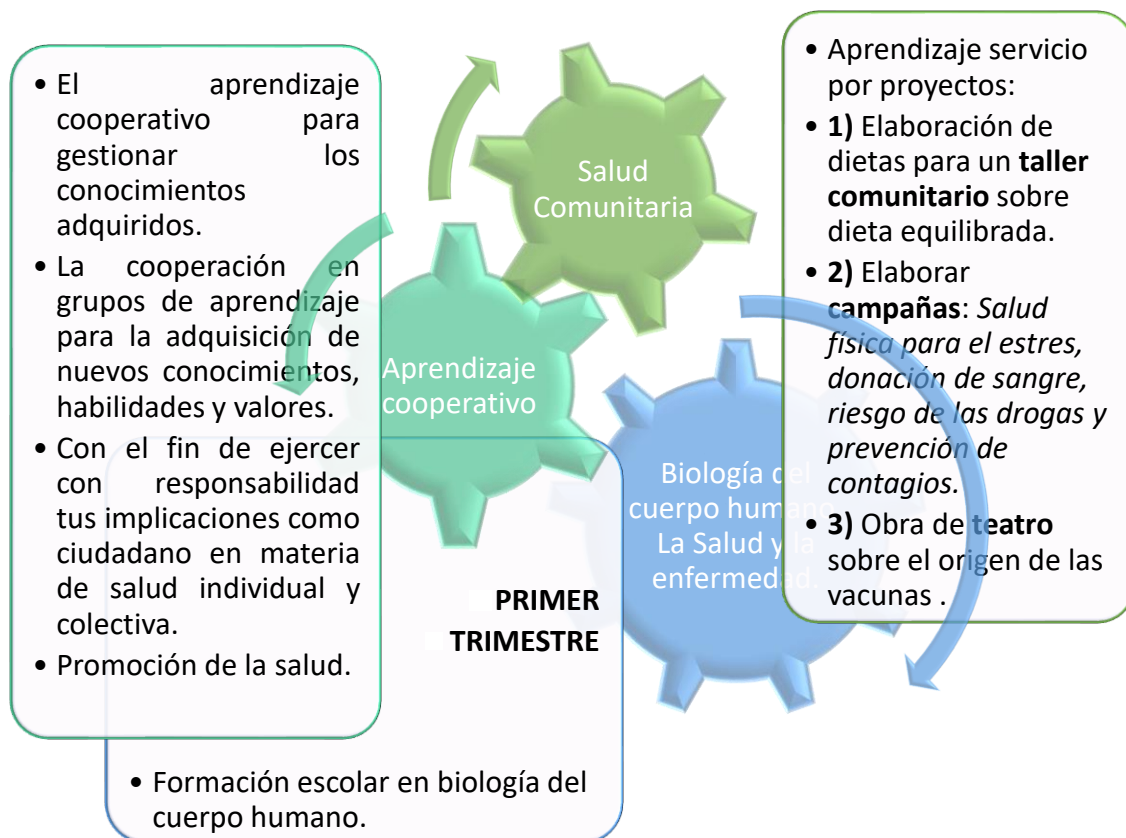 • El aprendizaje
cooperativo para
gestionar los
conocimientos
adquiridos.
• La cooperación en
grupos de aprendizaje
para la adquisición de
nuevos conocimientos,
habilidades y valores.
• Con el fin de ejercer
con responsabilidad
tus implicaciones como
ciudadano en materia
de salud individual y
colectiva.
• Promoción de la salud.
Salud
Comunitaria
Aprendizaje
cooperativo
Biología del
cuerpo humano.
La Salud y la
enfermedad.
PRIMER
TRIMESTRE
• Formación escolar en biología del
cuerpo humano.
• Aprendizaje servicio
por proyectos:
• 1) Elaboración de
dietas para un taller
comunitario sobre
dieta equilibrada.
• 2) Elaborar
campañas: Salud
física para el estres,
donación de sangre,
riesgo de las drogas y
prevención de
contagios.
• 3) Obra de teatro
sobre el origen de las
vacunas .